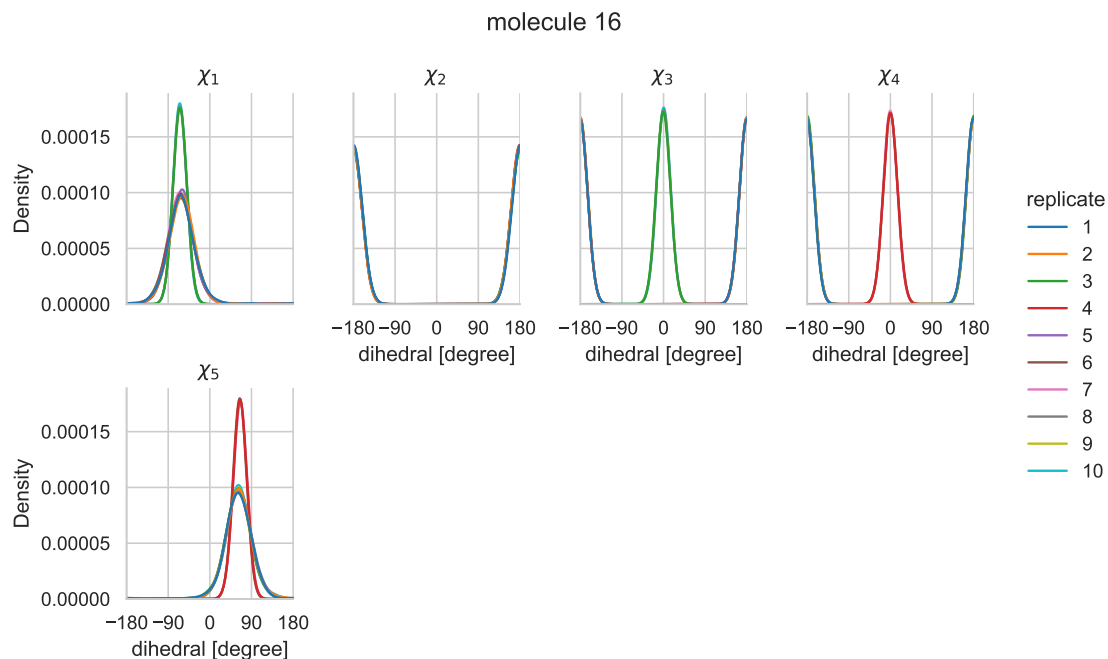 molecule 16
χ₁ χ₂ χ₃ χ₄
0.00015
0.00010
0.00005
0.00000
Density
−180 −90 0 90 180 −180 −90 0 90 180 −180 −90 0 90 180
dihedral [degree] dihedral [degree] dihedral [degree]
replicate
1
2
3
4
5
6
7
8
9
10
χ₅
0.00015
0.00010
0.00005
0.00000
Density
−180 −90 0 90 180
dihedral [degree]